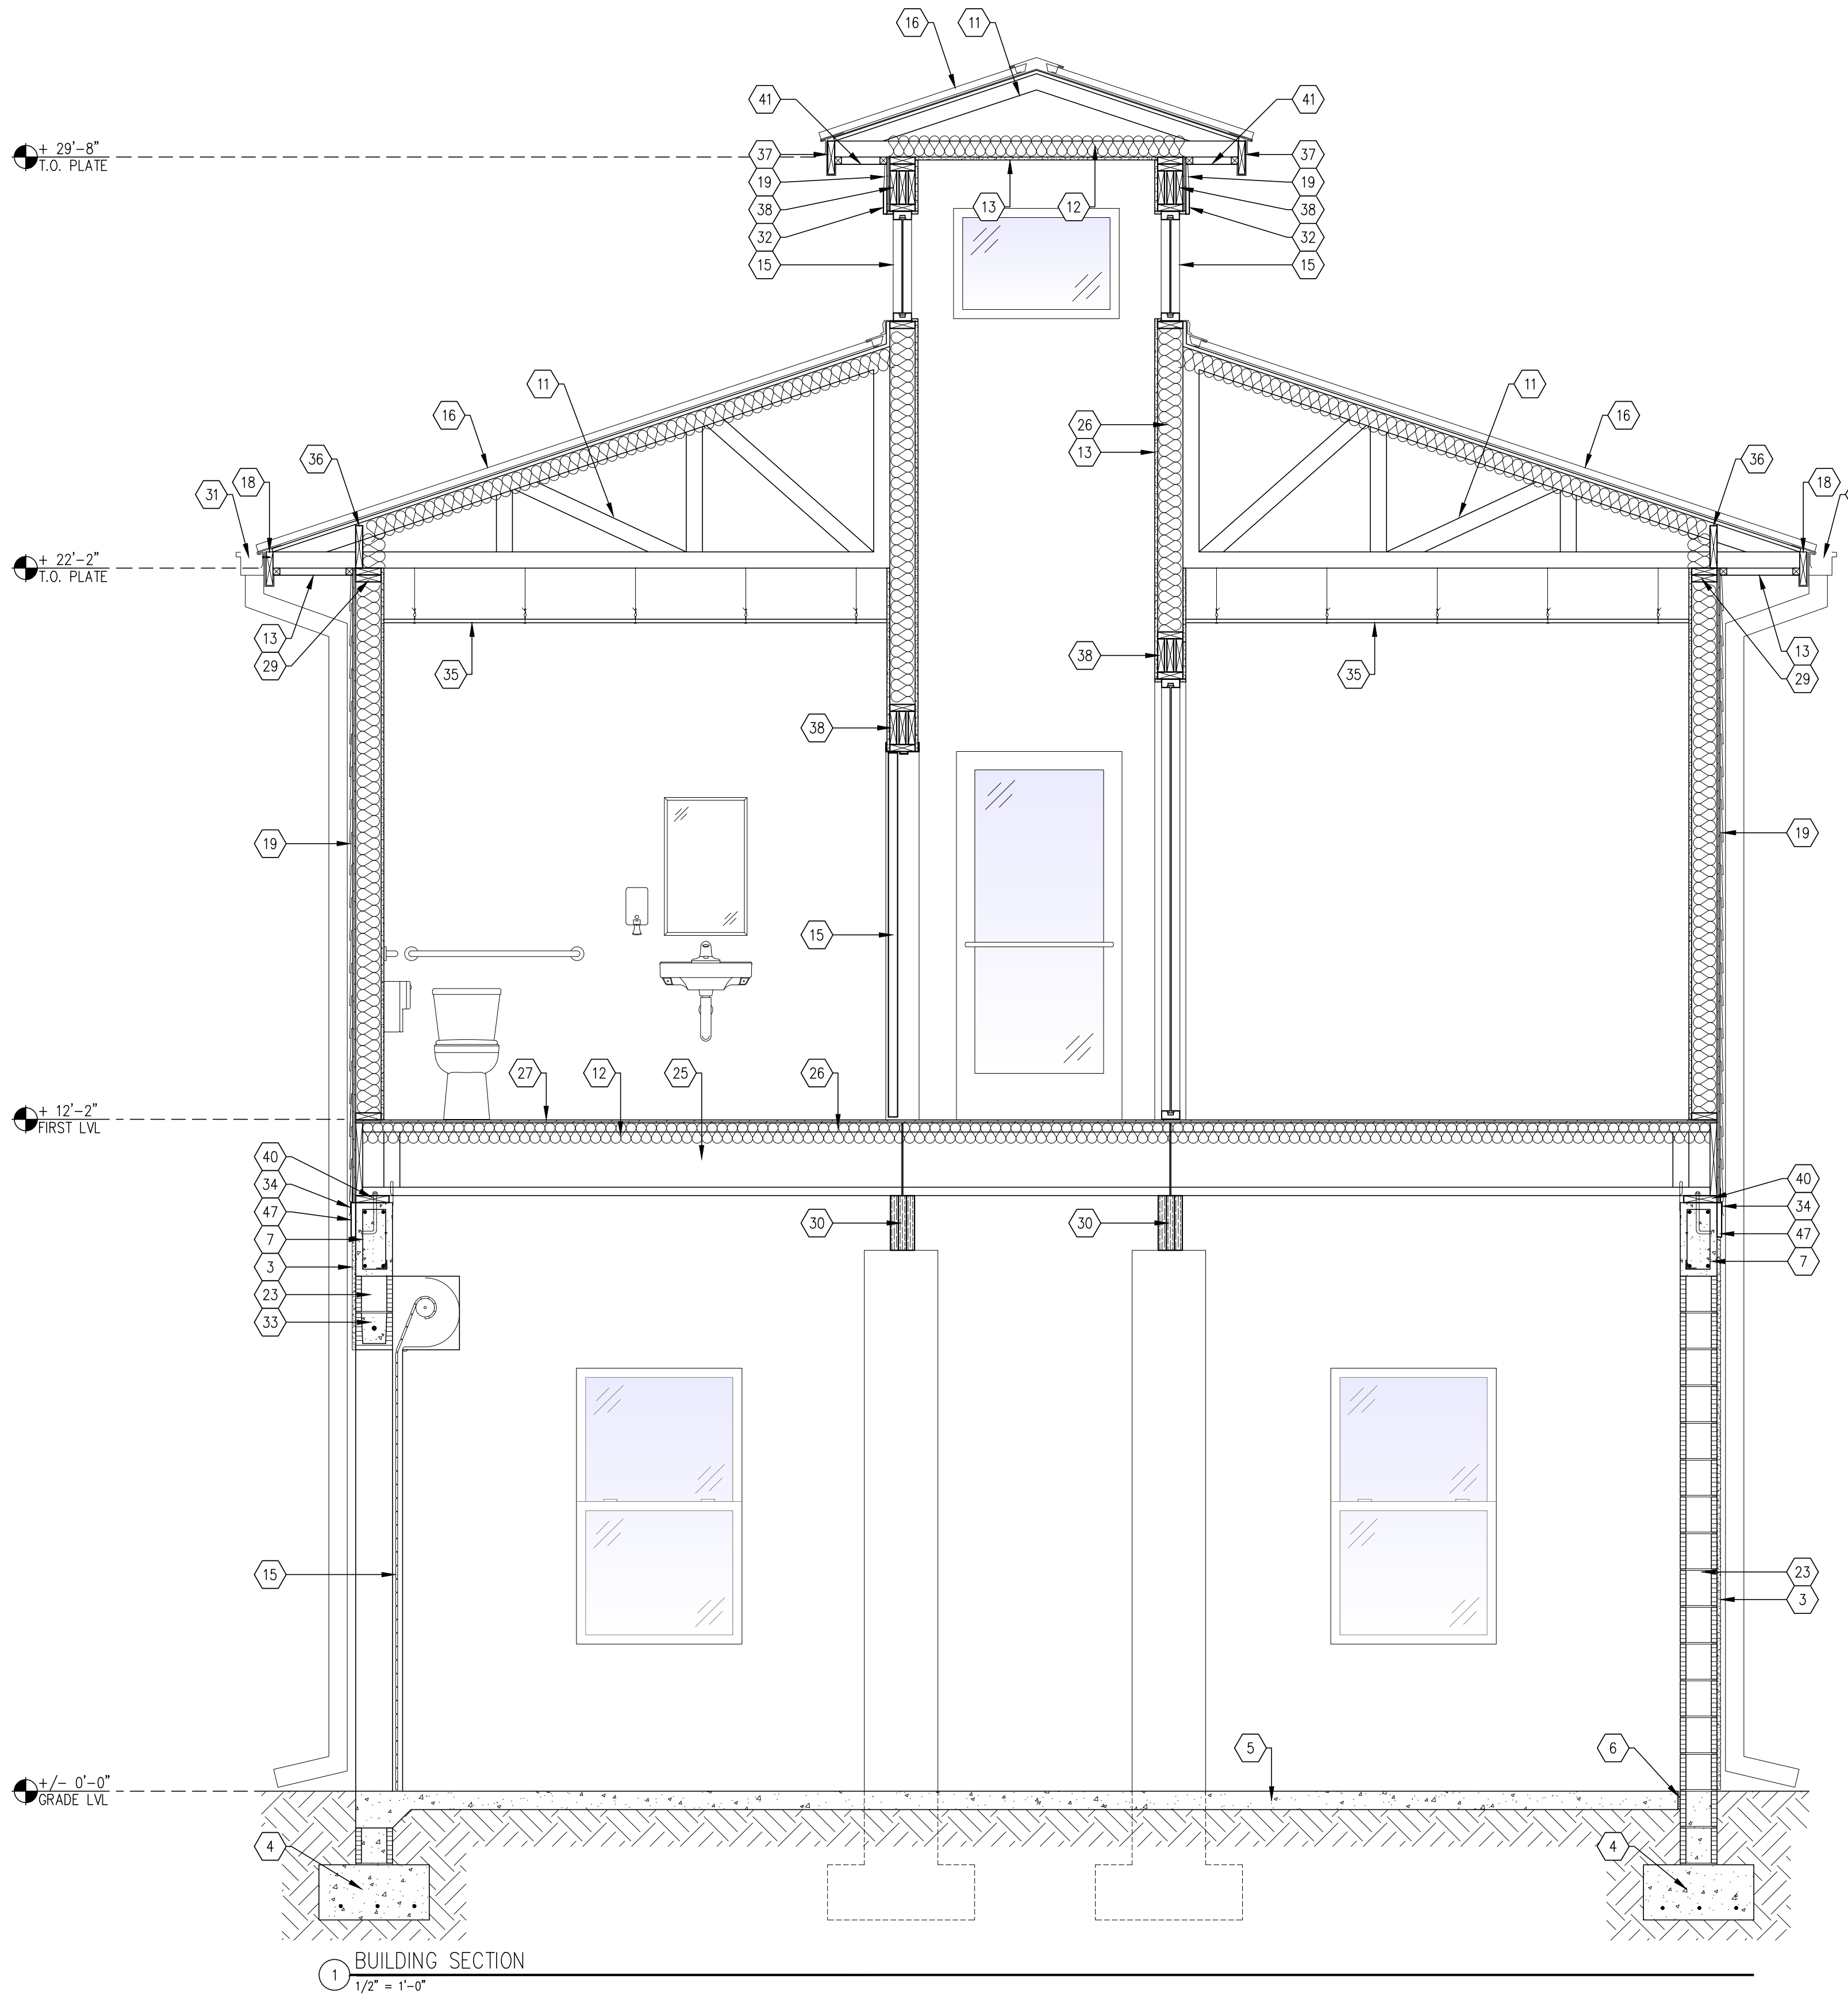 16 11
41 41
+ 29'-8"
T.O. PLATE
37 37
19 19
38 13 12 38
32 32
15 15
11 11
16 26 16
13
36 36
31 18 18
+ 22'-2"
T.O. PLATE
13 38 13
29 35 35 29
38
19 19
15
27 12 25 26
+ 12'-2"
FIRST LVL
40 40
34 34
47 30 30 47
7 7
3
23
33
15 23
3
5 6
+/- 0'-0"
GRADE LVL
4 4
BUILDING SECTION
1
1/2" = 1'-0"